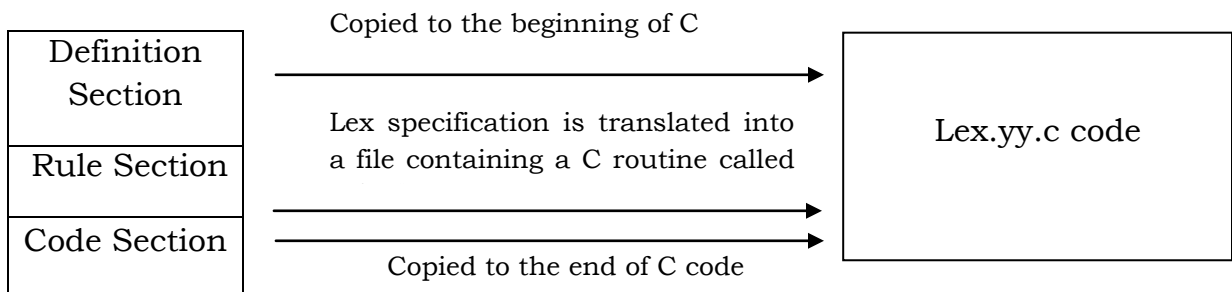 Definition
Section
Rule Section
Code Section
Copied to the beginning of C
Lex specification is translated into
a file containing a C routine called
Copied to the end of C code
Lex.yy.c code